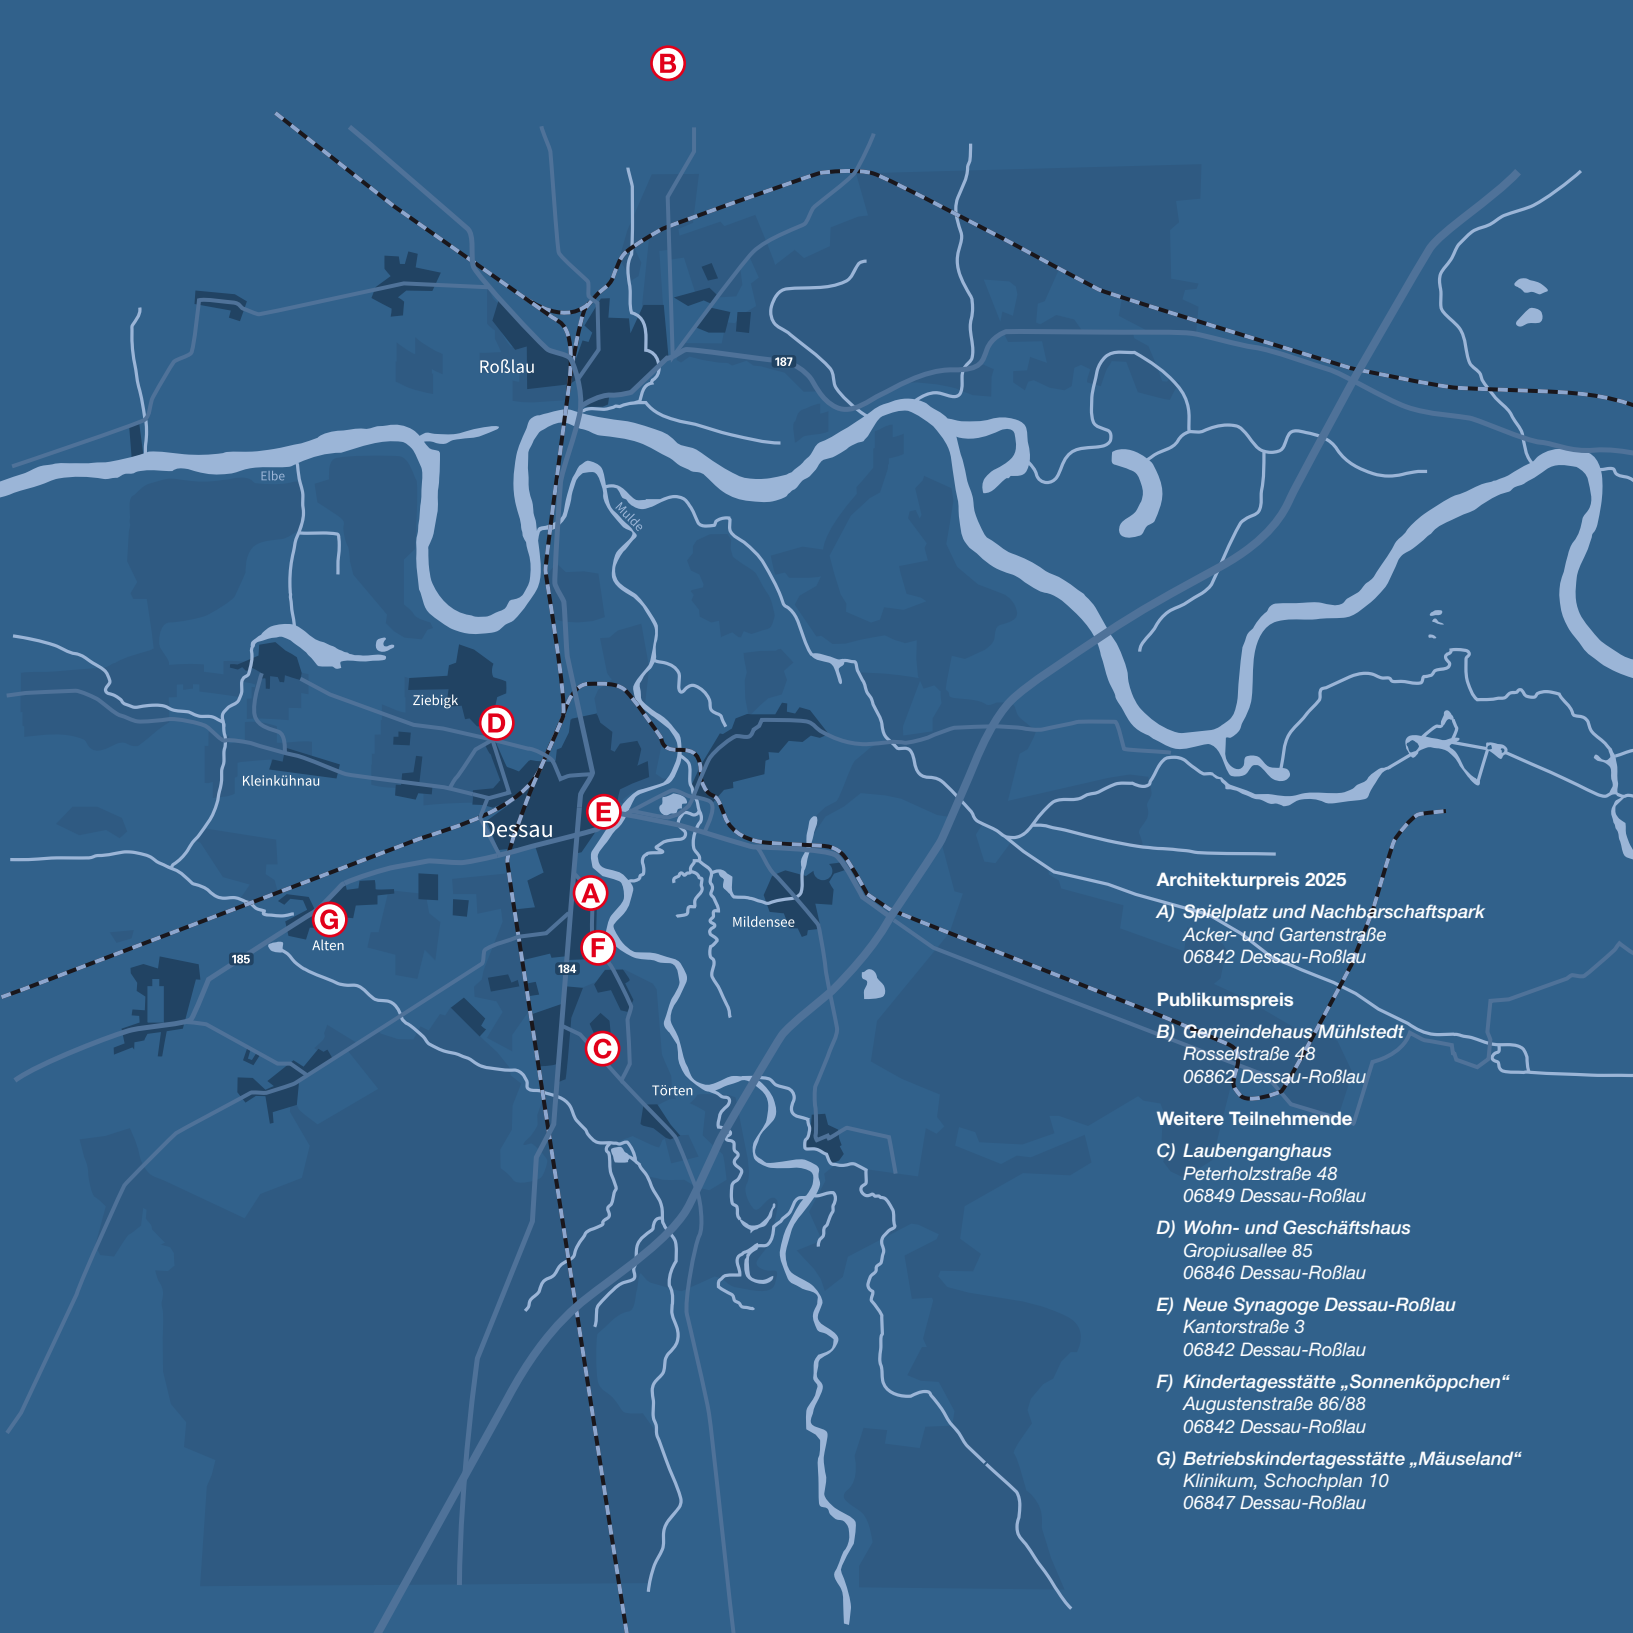 B
Roßlau
187
Elbe
Mulde
Ziebigk
D
Kleinkühnau
E
Dessau
A
G
Mildensee
Alten
F
185
184
C
Törten
Architekturpreis 2025
A) Spielplatz und Nachbarschaftspark
Acker- und Gartenstraße
06842 Dessau-Roßlau
Publikumspreis
B) Gemeindehaus Mühlstedt
Rosselstraße 48
06862 Dessau-Roßlau
Weitere Teilnehmende
C) Laubenganghaus
Peterholzstraße 48
06849 Dessau-Roßlau
D) Wohn- und Geschäftshaus
Gropiusallee 85
06846 Dessau-Roßlau
E) Neue Synagoge Dessau-Roßlau
Kantorstraße 3
06842 Dessau-Roßlau
F) Kindertagesstätte „Sonnenköppchen“
Augustenstraße 86/88
06842 Dessau-Roßlau
G) Betriebskindertagesstätte „Mäuseland“
Klinikum, Schochplan 10
06847 Dessau-Roßlau